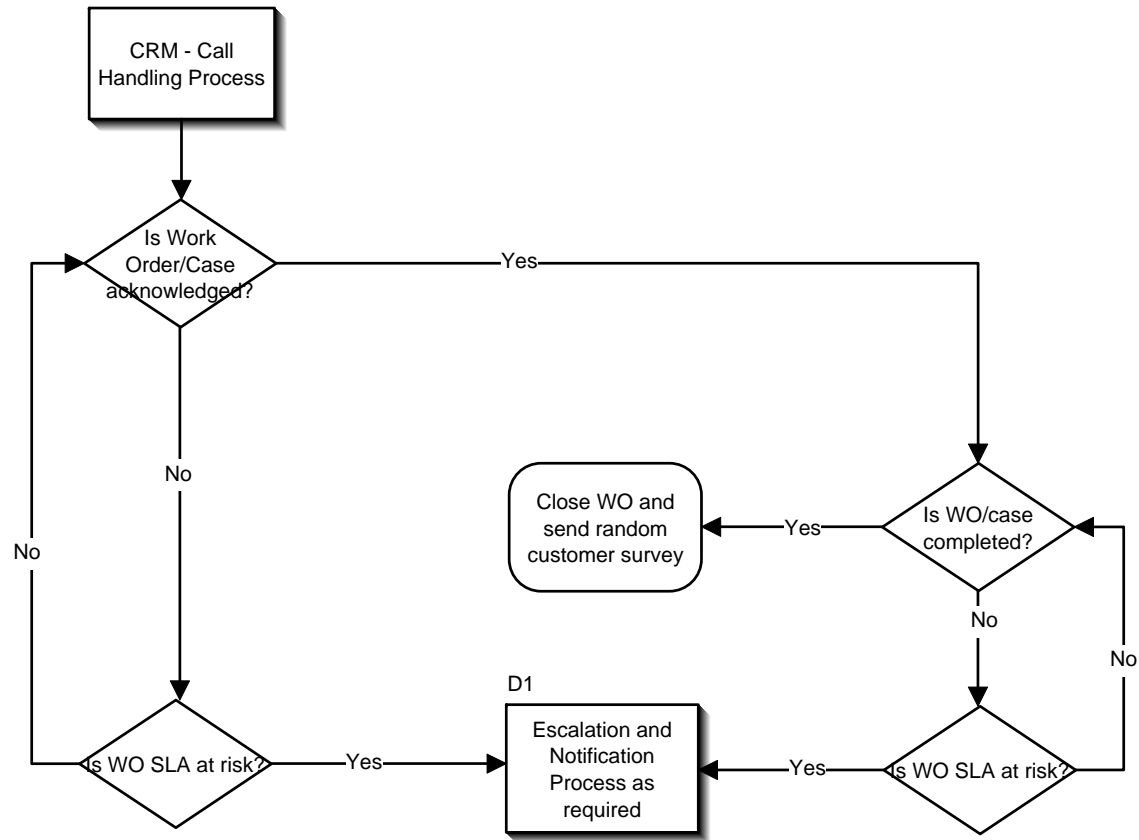 CRM - Call
Handling Process
Is Work
Order/Case
acknowledged?
Yes
No
No
Close WO and
send random
customer survey
Yes
Is WO/case
completed?
No
No
D1
Is WO SLA at risk?
Yes
Escalation and
Notification
Process as
required
Yes
Is WO SLA at risk?